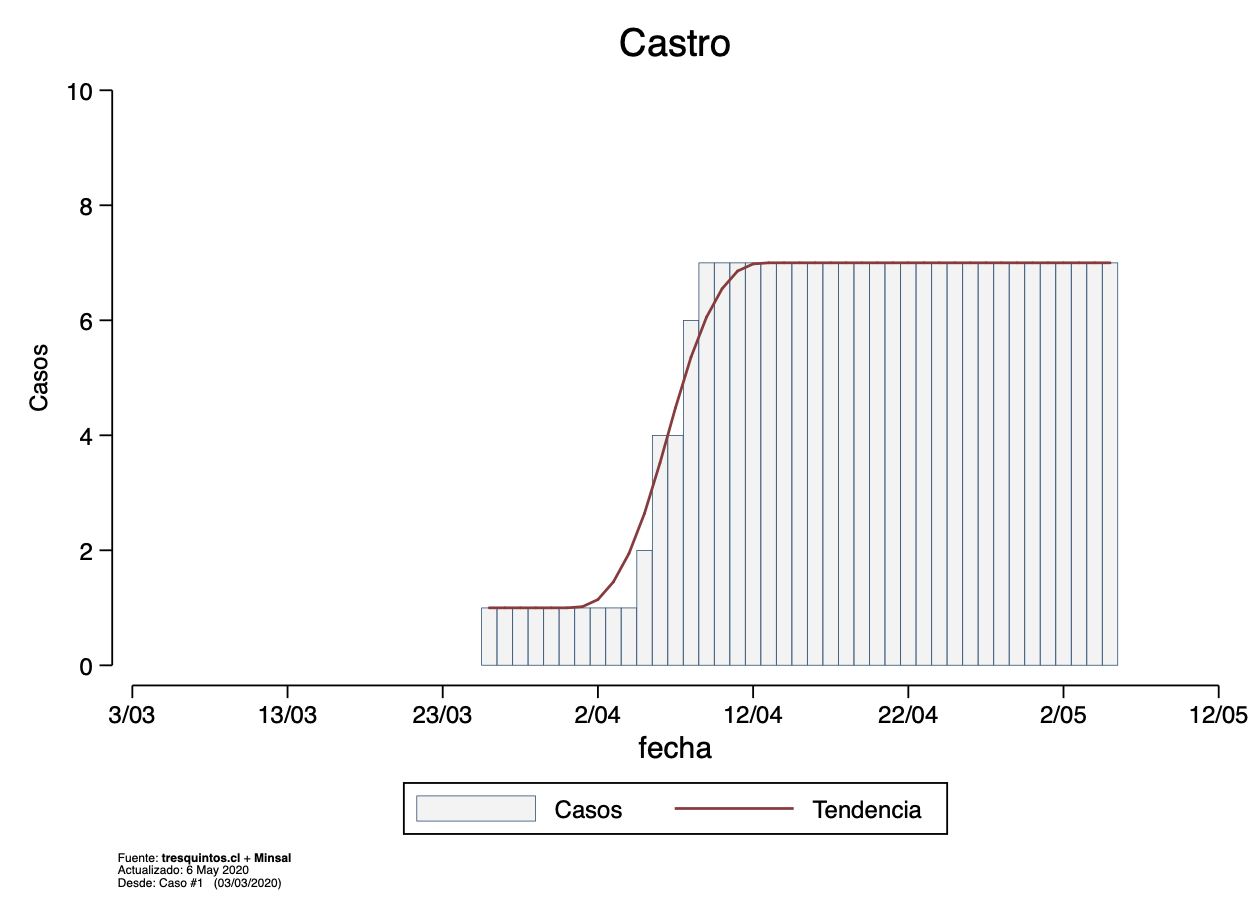 Castro
10
8
6
4
2
0
Casos
3/03 13/03 23/03 2/04 12/04 22/04 2/05 12/05
fecha
Casos Tendencia
Fuente: tresquintos.cl + Minsal
Actualizado: 6 May 2020
Desde: Caso #1 (03/03/2020)